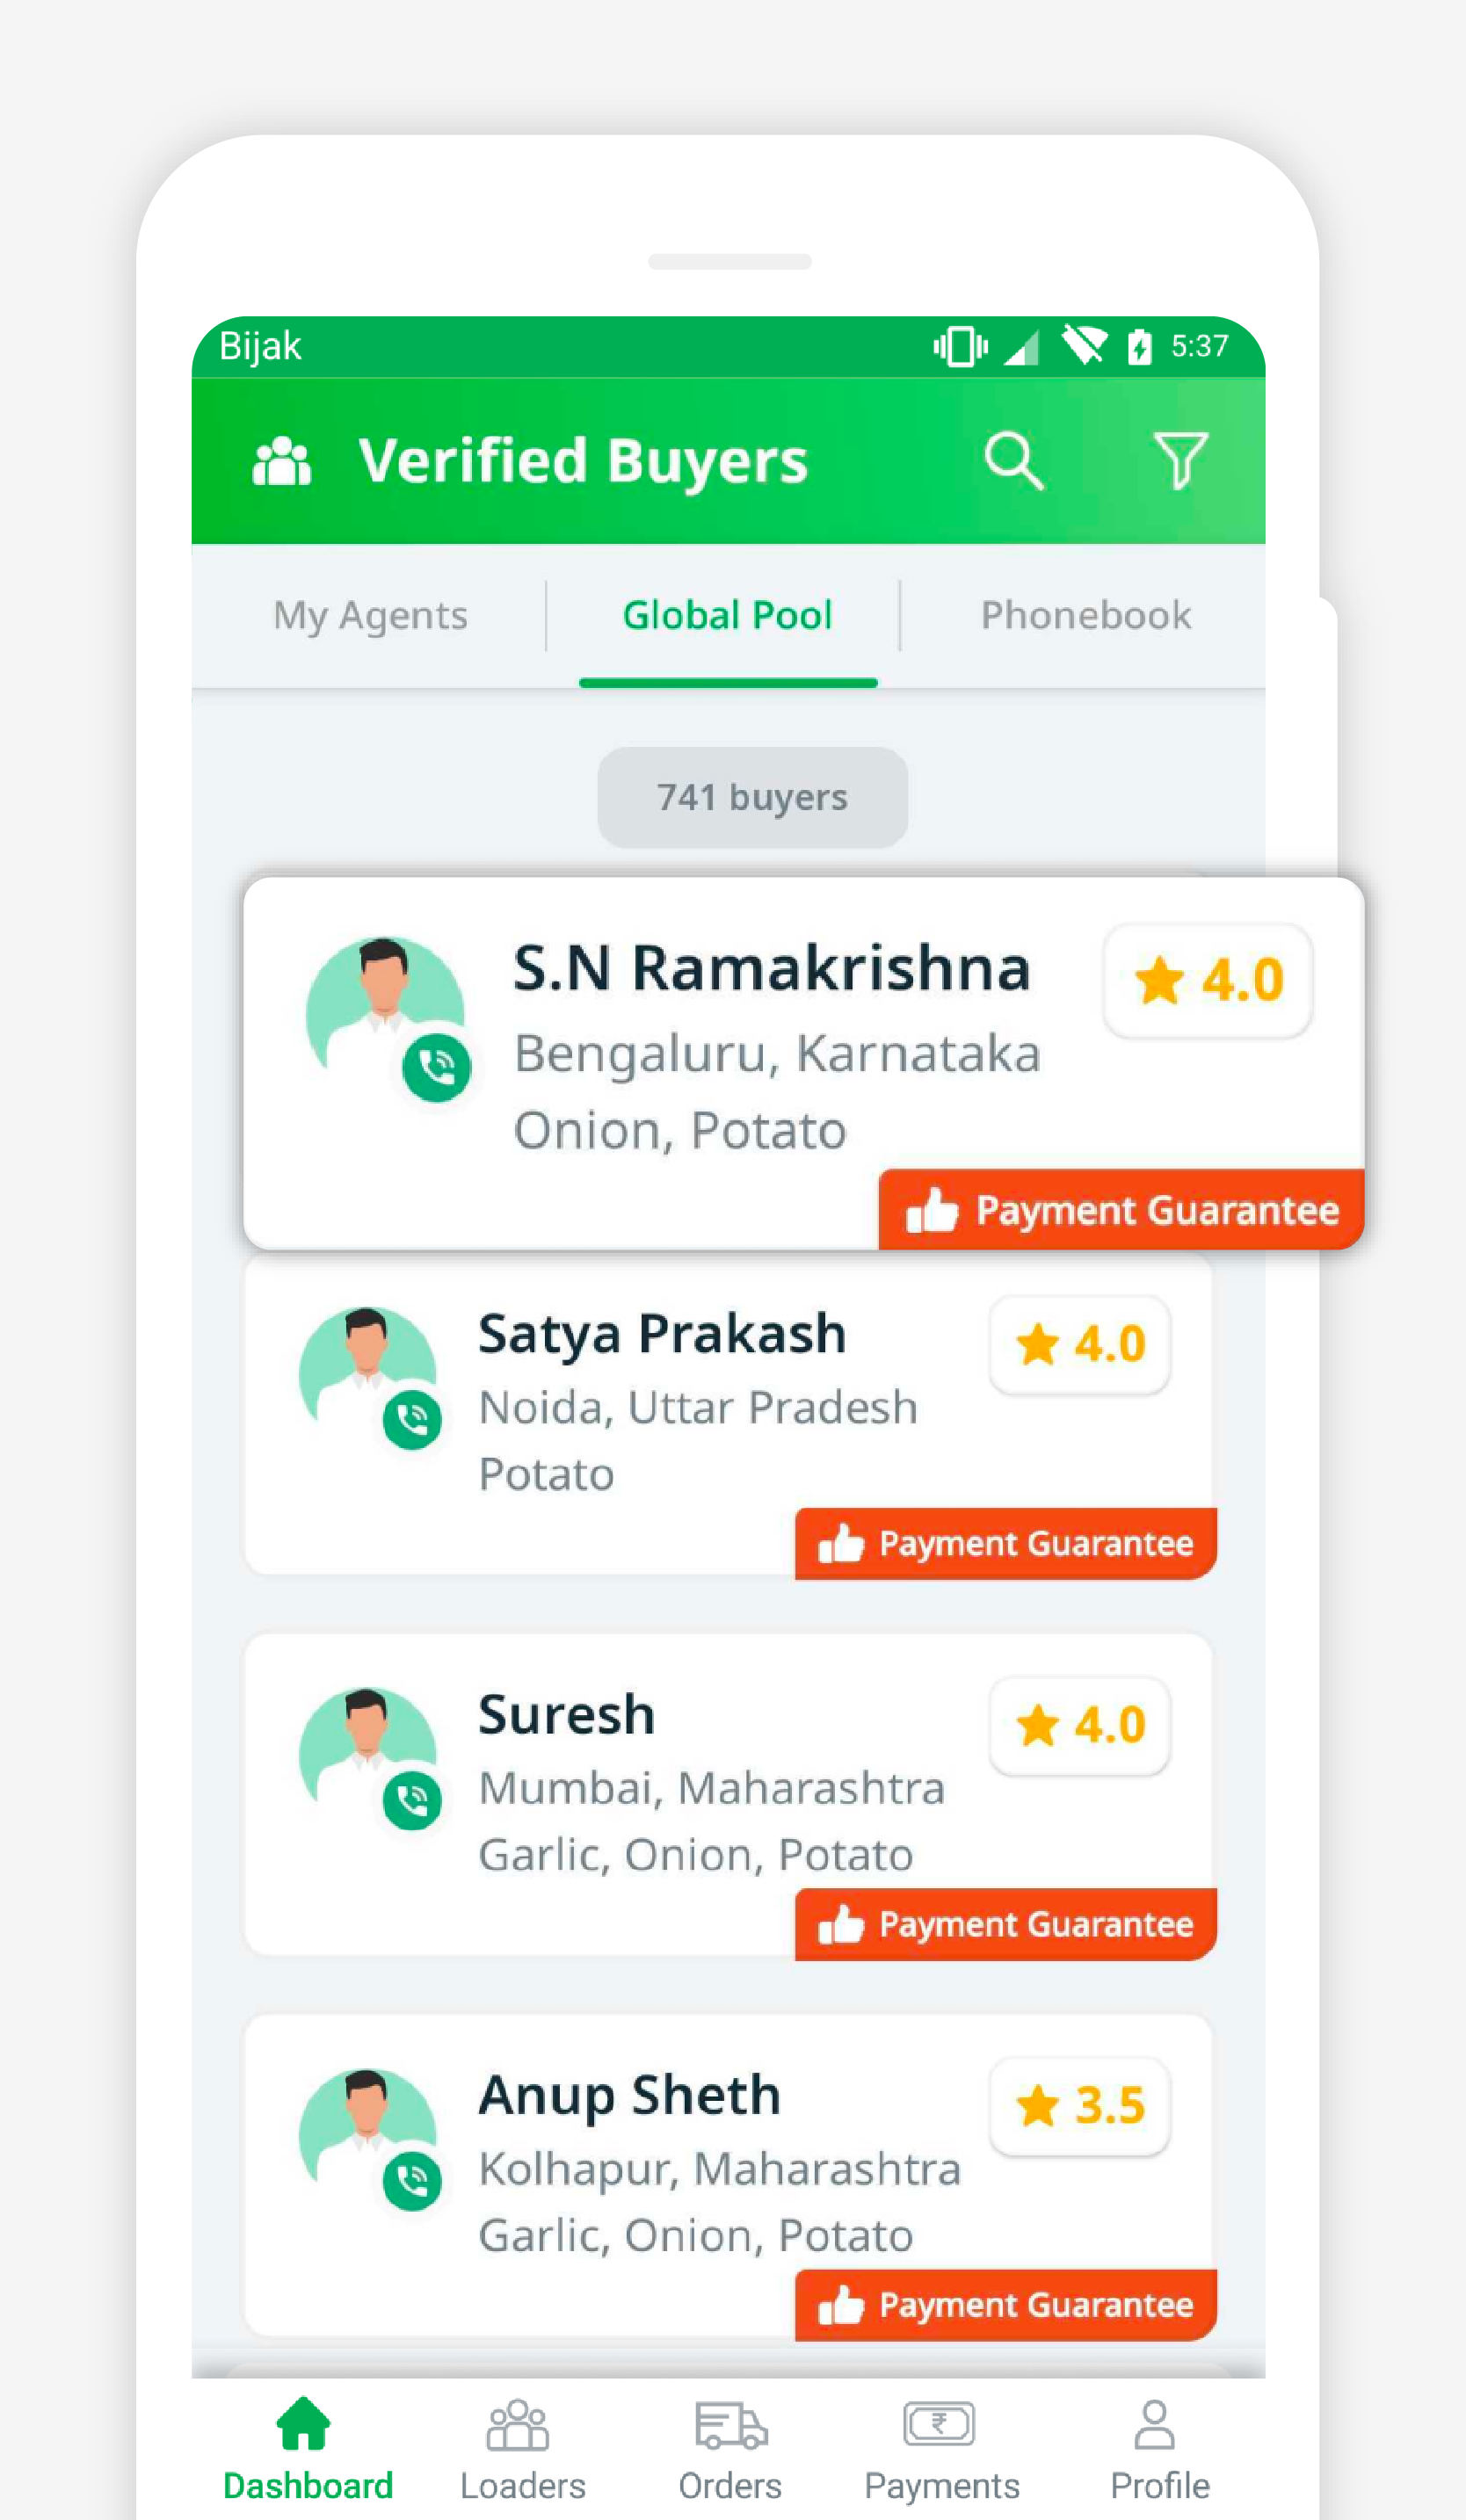 Bijak 5:37
Verified Buyers
My Agents Global Pool Phonebook
741 buyers
S.N Ramakrishna 4.0
Bengaluru, Karnataka
Onion, Potato
Payment Guarantee
Satya Prakash 4.0
Noida, Uttar Pradesh
Potato
Payment Guarantee
Suresh 4.0
Mumbai, Maharashtra
Garlic, Onion, Potato
Payment Guarantee
Anup Sheth 3.5
Kolhapur, Maharashtra
Garlic, Onion, Potato
Payment Guarantee
₹
Dashboard Loaders Orders Payments Profile